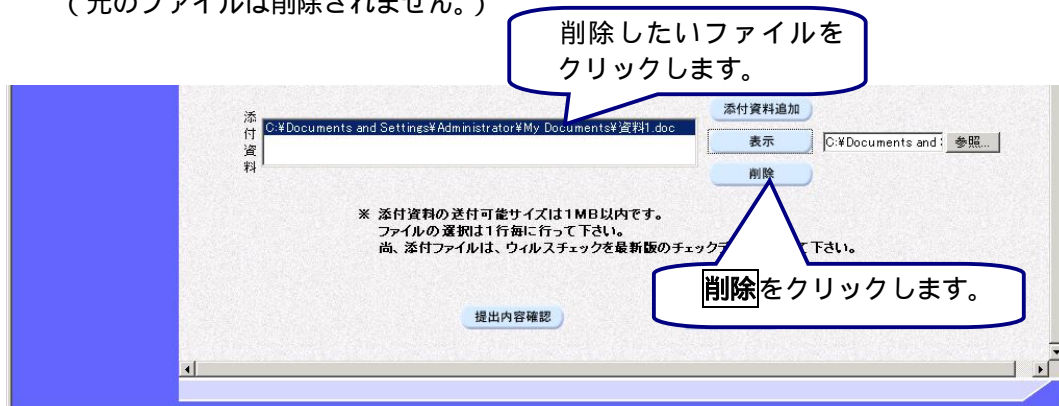 (元のファイルは削除されません。)
削除したいファイルを
クリックします。
添付資料
C:¥Documents and Settings¥Administrator¥My Documents¥資料1.doc
添付資料追加
表示
C:¥Documents and
参照...
削除
※ 添付資料の送付可能サイズは1MB以内です。
ファイルの選択は1行毎に行って下さい。
尚、添付ファイルは、ウィルスチェックを最新版のチェック
て下さい。
削除をクリックします。
提出内容確認